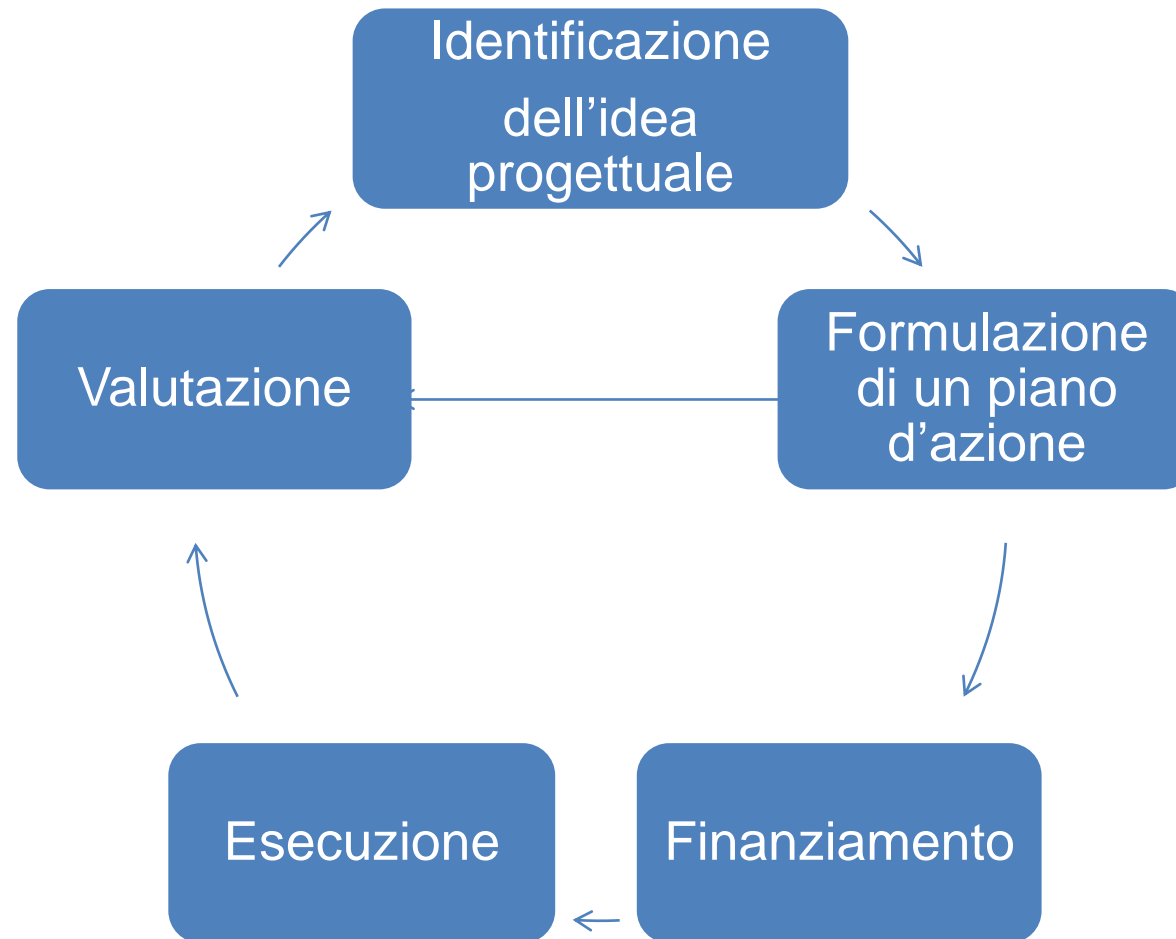 Identificazione
dell’idea
progettuale
Formulazione
di un piano
d’azione
Valutazione
Finanziamento
Esecuzione